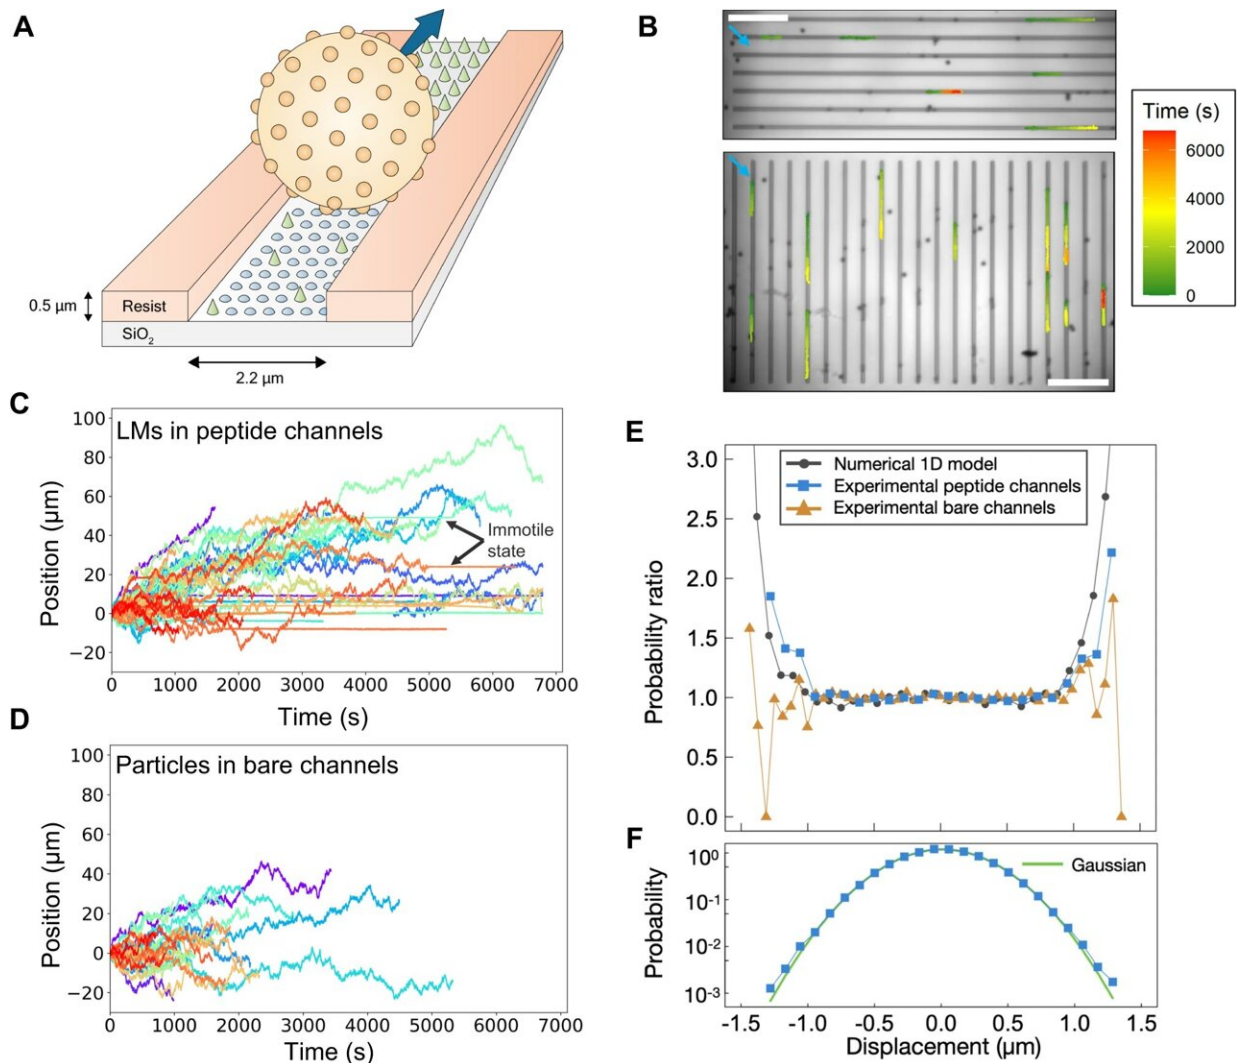 A
0.5 µm
Resist
SiO2
2.2 µm
B
Time (s)
6000
4000
2000
0
C
LMs in peptide channels
Immotile
state
Position (µm)
100
80
60
40
20
0
−20
0 1000 2000 3000 4000 5000 6000 7000
Time (s)
D
Particles in bare channels
Position (µm)
100
80
60
40
20
0
−20
0 1000 2000 3000 4000 5000 6000 7000
Time (s)
E
Numerical 1D model
Experimental peptide channels
Experimental bare channels
Probability ratio
3.0
2.5
2.0
1.5
1.0
0.5
0.0
F
Gaussian
Probability
10^0
10^-1
10^-2
10^-3
-1.5 -1.0 -0.5 0.0 0.5 1.0 1.5
Displacement (µm)